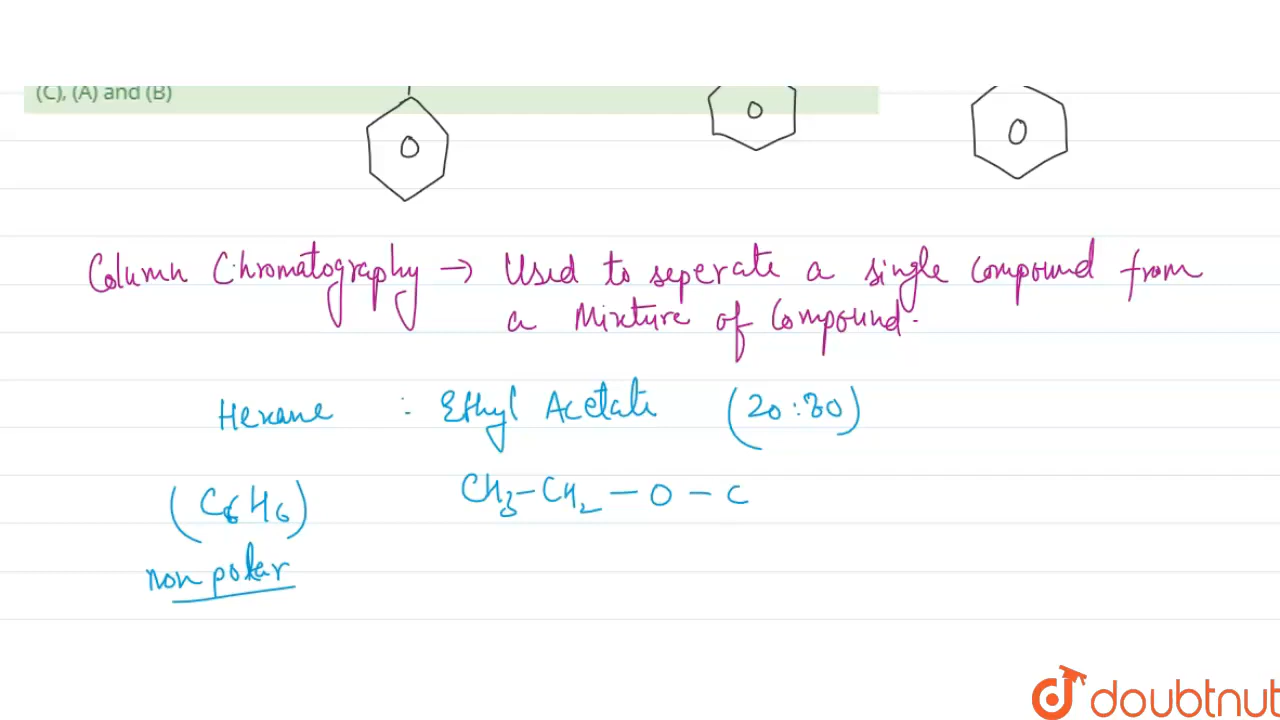 (C), (A) and (B)
Column Chromatography → Used to seperate a single compound from
a Mixture of Compound.
Hexane : Ethyl Acetate (20:80)
(C6H6) CH3-CH2-O-C
non polar
doubtnut